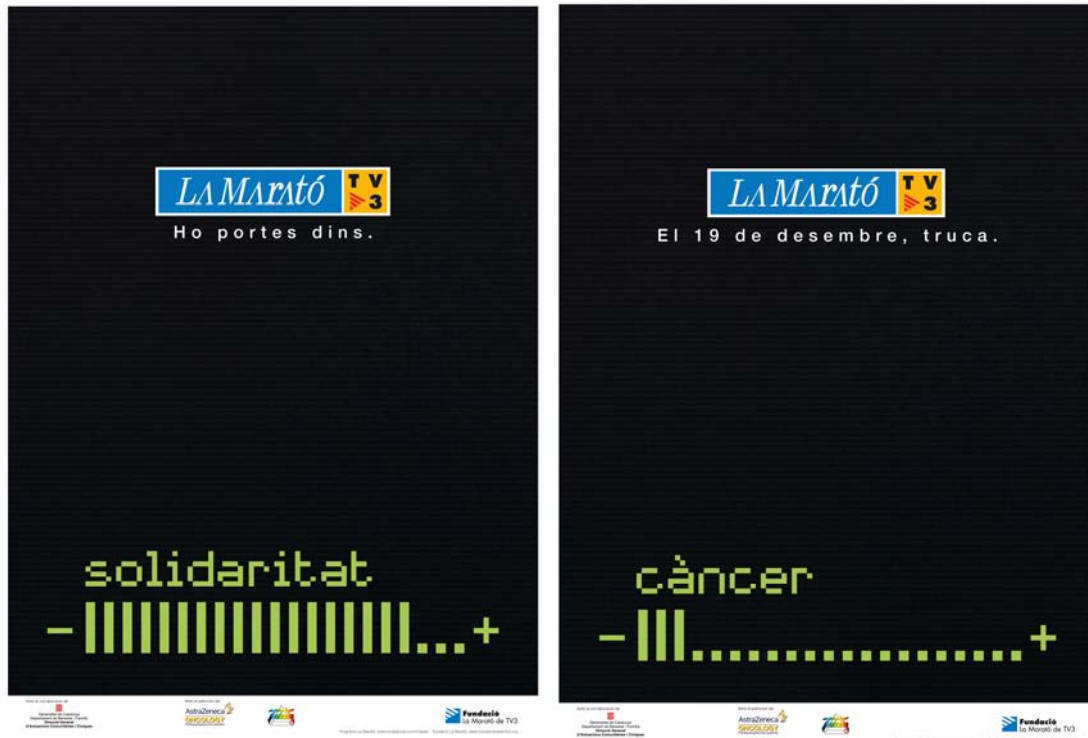 LA MARATÓ TV3
Ho portes dins.
solidaritat
- ... +
AstraZeneca
ONCOLOGY
Fundació
La Marató de TV3
LA MARATÓ TV3
El 19 de desembre, truca.
càncer
- +
AstraZeneca
ONCOLOGY
Fundació
La Marató de TV3